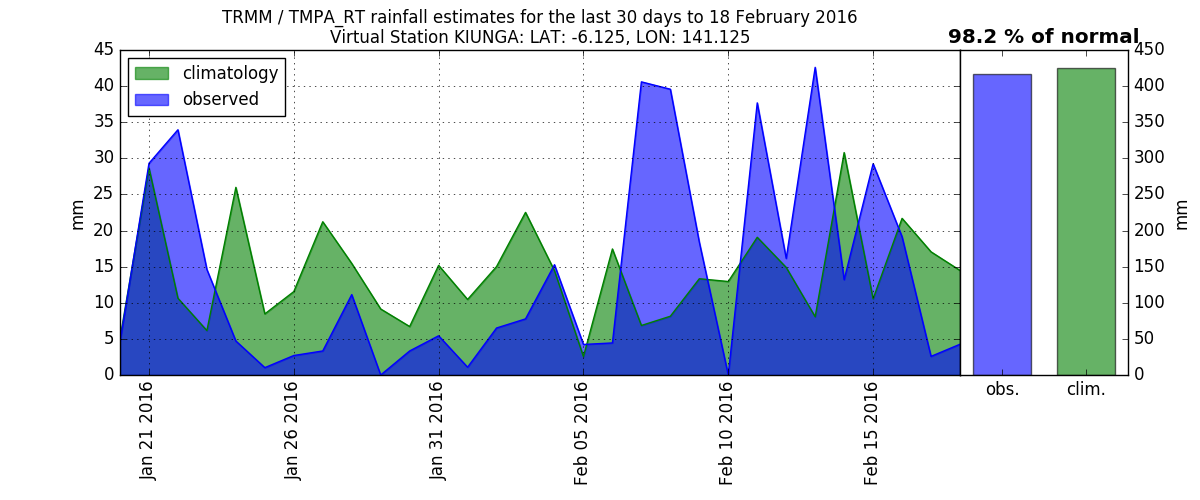 TRMM / TMPA_RT rainfall estimates for the last 30 days to 18 February 2016
Virtual Station KIUNGA: LAT: -6.125, LON: 141.125
98.2 % of normal
climatology
observed
45
40
35
30
25
20
15
10
5
0
mm
Jan 21 2016
Jan 26 2016
Jan 31 2016
Feb 05 2016
Feb 10 2016
Feb 15 2016
450
400
350
300
250
200
150
100
50
0
mm
obs.
clim.